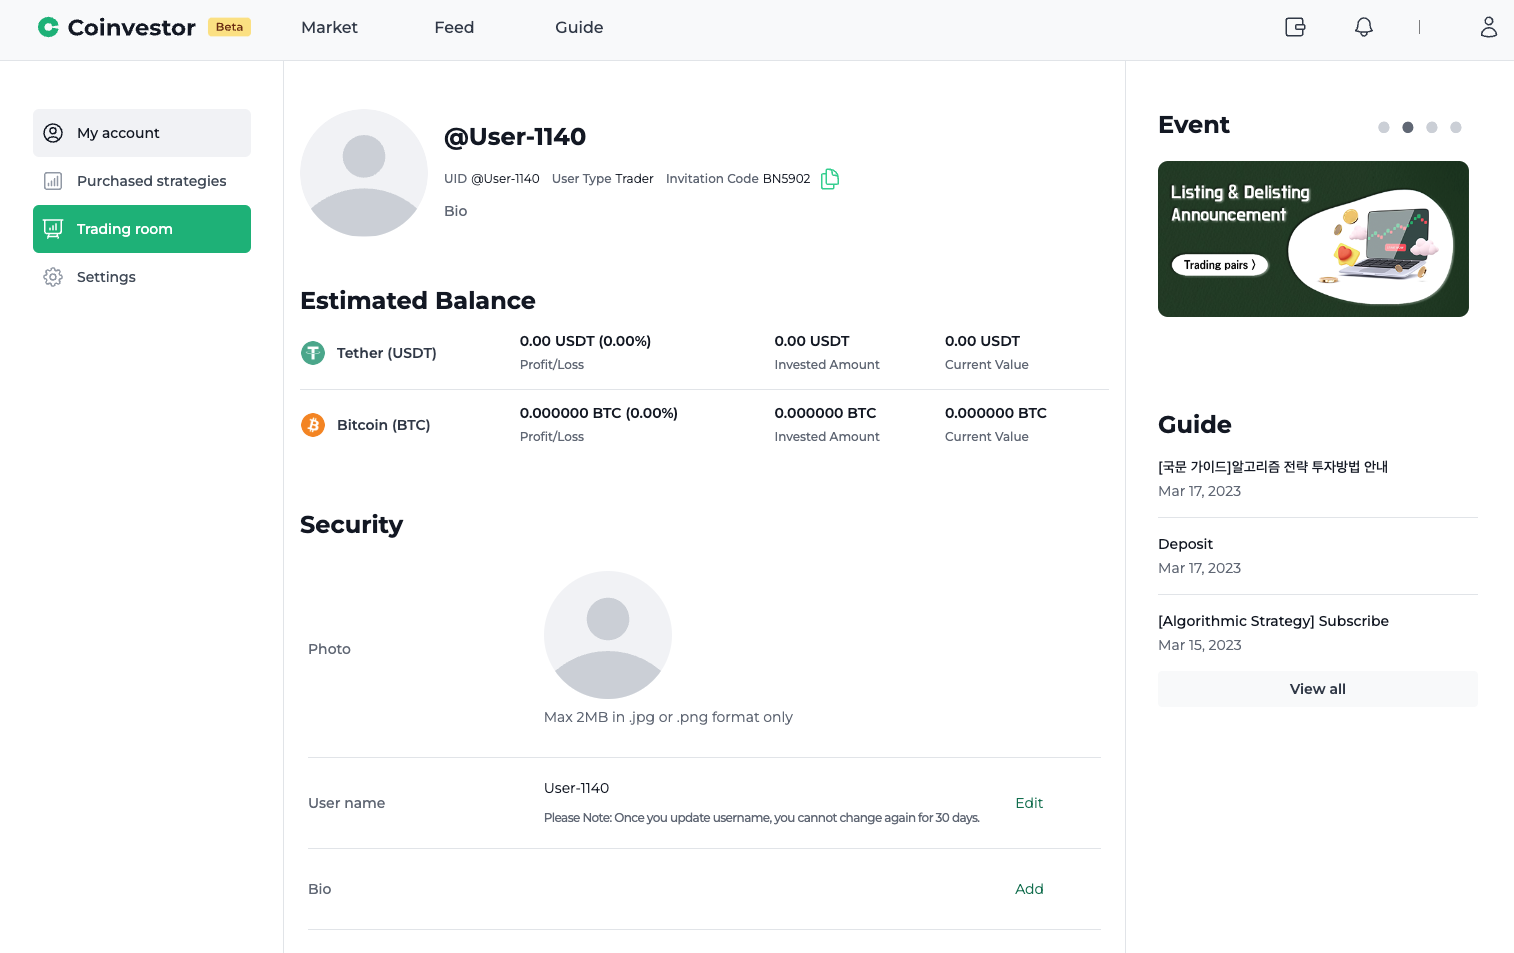 Coinvestor Beta
Market
Feed
Guide
My account
Purchased strategies
Trading room
Settings
@User-1140
UID @User-1140 User Type Trader Invitation Code BN5902
Bio
Estimated Balance
Tether (USDT)
0.00 USDT (0.00%)
Profit/Loss
0.00 USDT
Invested Amount
0.00 USDT
Current Value
Bitcoin (BTC)
0.000000 BTC (0.00%)
Profit/Loss
0.000000 BTC
Invested Amount
0.000000 BTC
Current Value
Security
Photo
Max 2MB in .jpg or .png format only
User name
User-1140
Please Note: Once you update username, you cannot change again for 30 days.
Edit
Bio
Add
Event
Listing & Delisting
Announcement
Trading pairs 〉
Guide
[국문 가이드]알고리즘 전략 투자방법 안내
Mar 17, 2023
Deposit
Mar 17, 2023
[Algorithmic Strategy] Subscribe
Mar 15, 2023
View all